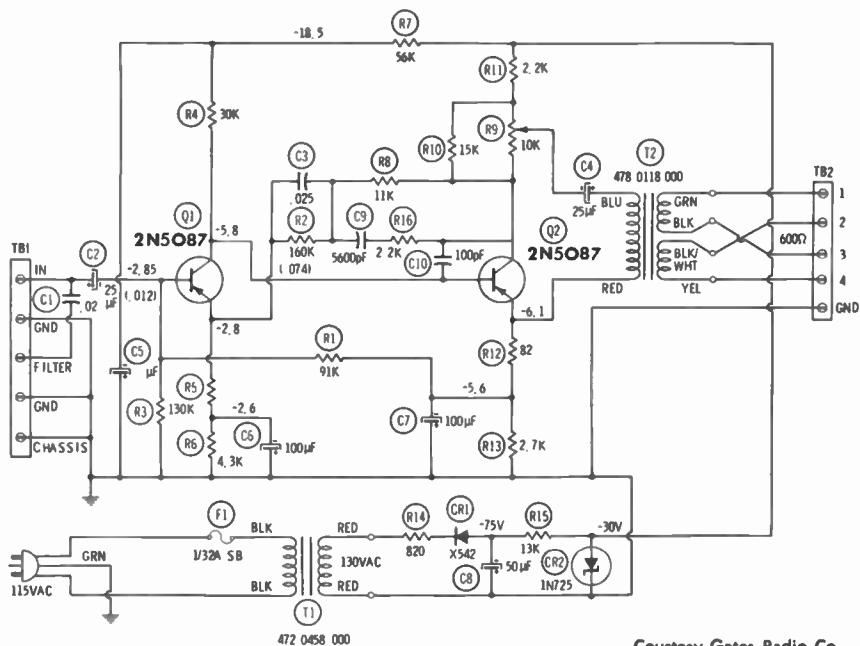 R7
-18.5
56K
R11
2.2K
R4
30K
R9
10K
R10
15K
C3
.025
R8
11K
C4
25µF
T2
478 0118 000
TB2
BLU
GRN
BLK
BLK/
WHT
YEL
RED
600Ω
1
2
3
4
GND
Q1
2N5087
-5.8
R2
160K
(.074)
C9
5600pF
R16
2 2K
C10
100pF
Q2
2N5087
TB1
IN
C2
25
µF
-2.85
(.012)
C1
.02
GND
FILTER
GND
CHASSIS
-2.8
-6.1
C5
µF
R1
91K
R12
82
R3
130K
R5
-2.6
R6
4.3K
C6
100µF
-5.6
C7
100µF
R13
2.7K
F1
1/32A SB
BLK
BLK
GRN
115VAC
RED
RED
130VAC
T1
472 0458 000
R14
820
CR1
X542
-75V
C8
50µF
R15
13K
-30V
CR2
1N725
Courtesy Gates Radio Co